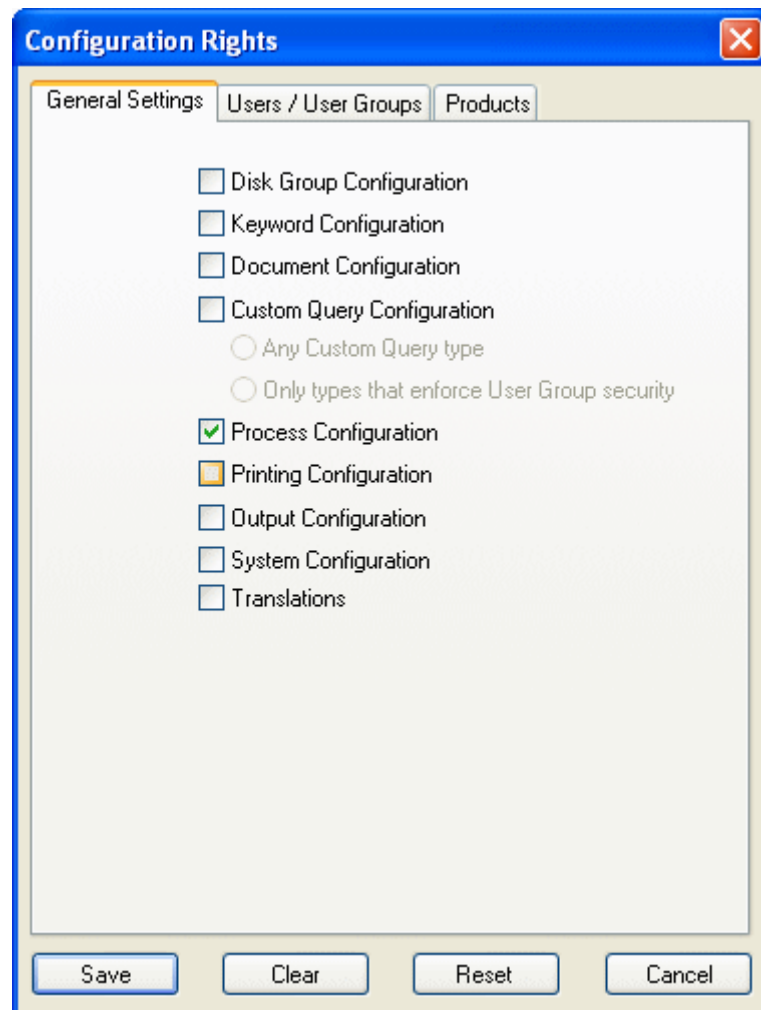 Configuration Rights
General Settings
Users / User Groups
Products
Disk Group Configuration
Keyword Configuration
Document Configuration
Custom Query Configuration
Any Custom Query type
Only types that enforce User Group security
Process Configuration
Printing Configuration
Output Configuration
System Configuration
Translations
Save
Clear
Reset
Cancel